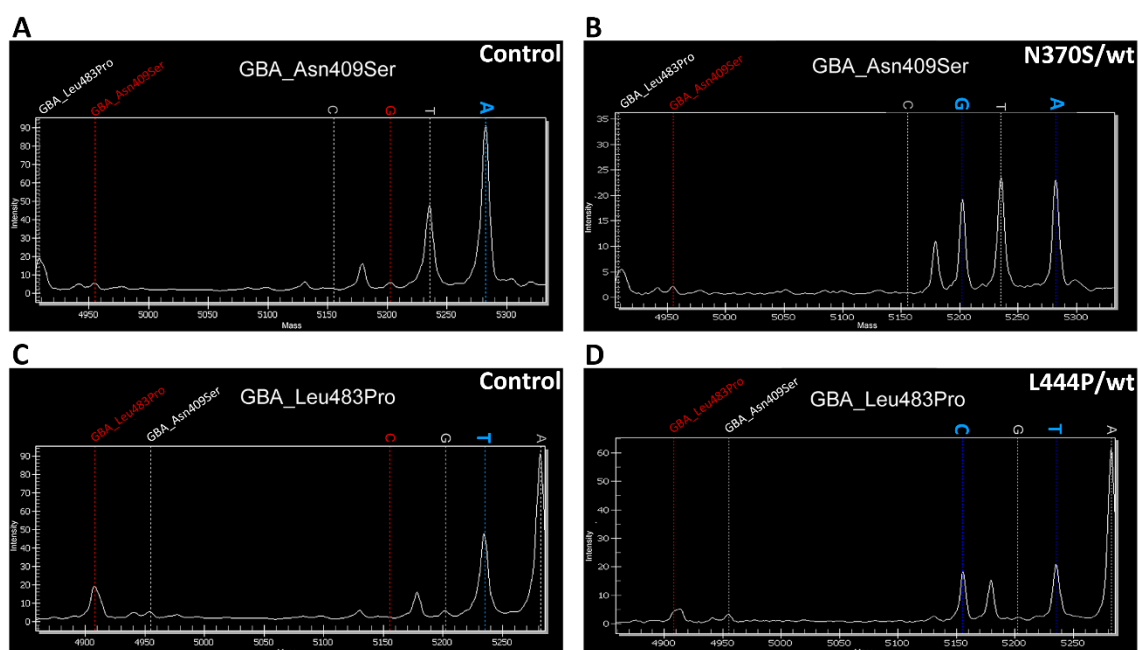 A
Control
GBA_Asn409Ser
GBA_Leu483Pro
GBA_Asn409Ser
C
G
T
A
90
80
70
60
50
40
30
20
10
0
Intensity
4950
5000
5050
5100
5150
5200
5250
5300
Mass
B
N370S/wt
GBA_Asn409Ser
GBA_Leu483Pro
GBA_Asn409Ser
C
G
T
A
35
30
25
20
15
10
5
0
Intensity
4950
5000
5050
5100
5150
5200
5250
5300
Mass
C
Control
GBA_Leu483Pro
GBA_Leu483Pro
GBA_Asn409Ser
C
G
T
A
90
80
70
60
50
40
30
20
10
0
Intensity
4900
4950
5000
5050
5100
5150
5200
5250
Mass
D
L444P/wt
GBA_Leu483Pro
GBA_Leu483Pro
GBA_Asn409Ser
C
G
T
A
60
50
40
30
20
10
0
Intensity
4900
4950
5000
5050
5100
5150
5200
5250
Mass